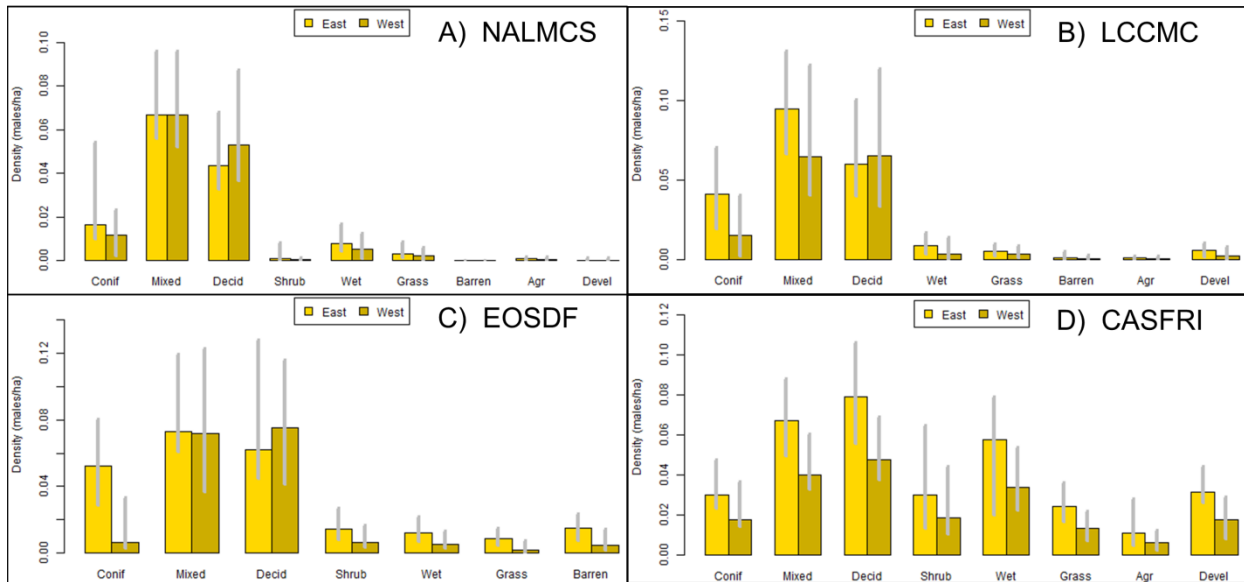 East West
A) NALMCS
Density (males/ha)
0.00 0.02 0.04 0.06 0.08 0.10
Conif Mixed Decid Shrub Wet Grass Barren Agr Devel
East West
B) LCCMC
Density (males/ha)
0.00 0.05 0.10 0.15
Conif Mixed Decid Wet Grass Barren Agr Devel
East West
C) EOSDF
Density (males/ha)
0.00 0.04 0.08 0.12
Conif Mixed Decid Shrub Wet Grass Barren
East West
D) CASFRI
Density (males/ha)
0.00 0.02 0.04 0.06 0.08 0.10 0.12
Conif Mixed Decid Shrub Wet Grass Agr Devel